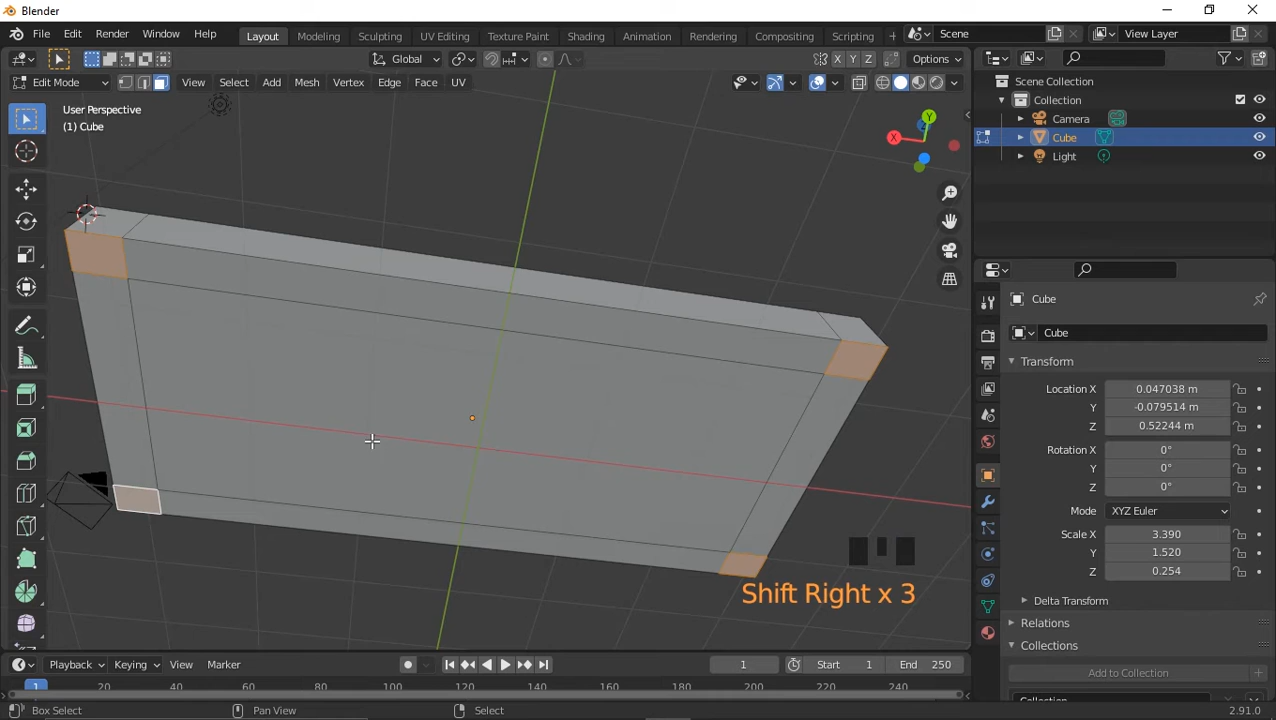 Blender
File Edit Render Window Help
Layout Modeling Sculpting UV Editing Texture Paint Shading Animation Rendering Compositing Scripting +
Scene
View Layer
Global
X Y Z
Options
Edit Mode
View Select Add Mesh Vertex Edge Face UV
User Perspective
(1) Cube
Y
X
Z
Shift Right x 3
Scene Collection
Collection
Camera
Cube
Light
Cube
Cube
Transform
Location X 0.047038 m
Y -0.079514 m
Z 0.52244 m
Rotation X 0°
Y 0°
Z 0°
Mode XYZ Euler
Scale X 3.390
Y 1.520
Z 0.254
Delta Transform
Relations
Collections
Add to Collection
Playback Keying View Marker
1
Start 1
End 250
1 20 40 60 80 100 120 140 160 180 200 220 240
Box Select
Pan View
Select
2.91.0